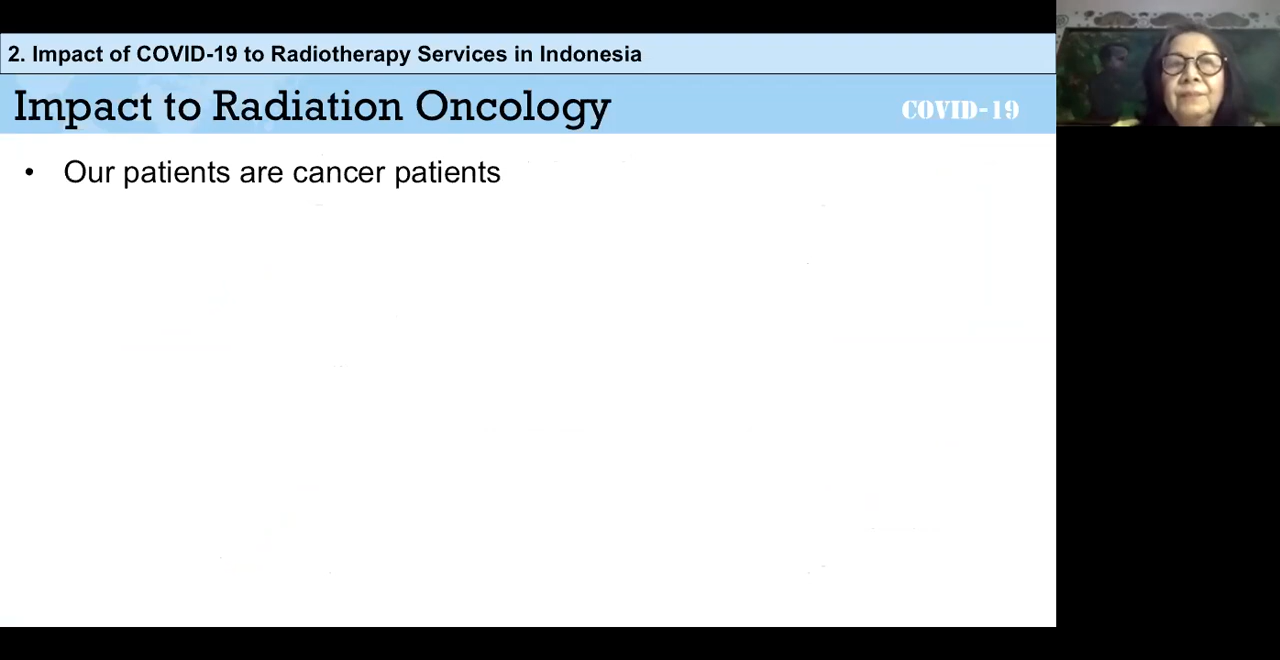 2. Impact of COVID-19 to Radiotherapy Services in Indonesia
Impact to Radiation Oncology
COVID-19
• Our patients are cancer patients